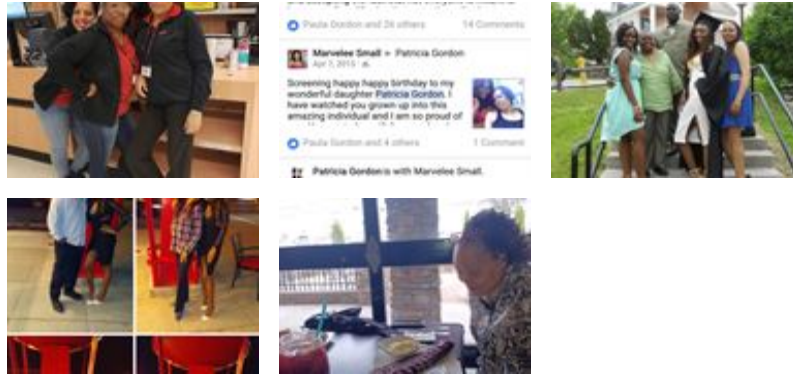 Paula Gordon and 26 others 14 Comments
Marvelee Small ▸ Patricia Gordon
Apr 7, 2015
Screening happy happy birthday to my
wonderful daughter Patricia Gordon. I
have watched you grown up into this
amazing individual and I am so proud of
Paula Gordon and 4 others 1 Comment
Patricia Gordon is with Marvelee Small.